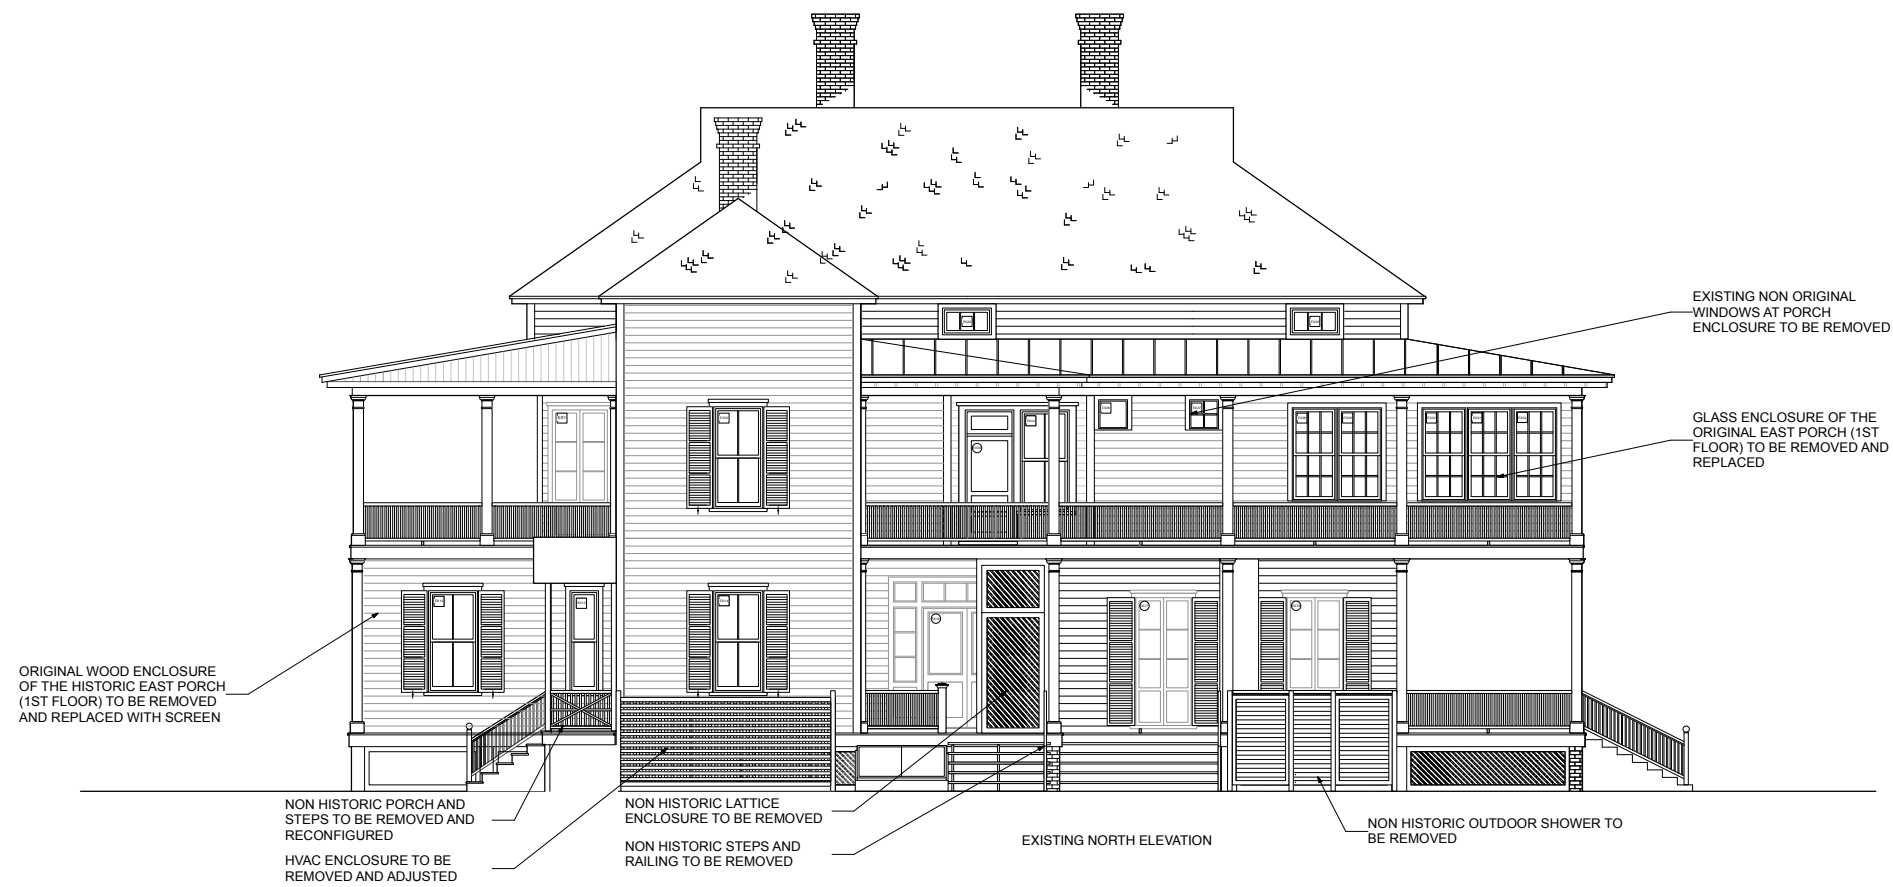 EXISTING NON ORIGINAL
WINDOWS AT PORCH
ENCLOSURE TO BE REMOVED
GLASS ENCLOSURE OF THE
ORIGINAL EAST PORCH (1ST
FLOOR) TO BE REMOVED AND
REPLACED
ORIGINAL WOOD ENCLOSURE
OF THE HISTORIC EAST PORCH
(1ST FLOOR) TO BE REMOVED
AND REPLACED WITH SCREEN
NON HISTORIC PORCH AND
STEPS TO BE REMOVED AND
RECONFIGURED
HVAC ENCLOSURE TO BE
REMOVED AND ADJUSTED
NON HISTORIC LATTICE
ENCLOSURE TO BE REMOVED
NON HISTORIC STEPS AND
RAILING TO BE REMOVED
EXISTING NORTH ELEVATION
NON HISTORIC OUTDOOR SHOWER TO
BE REMOVED